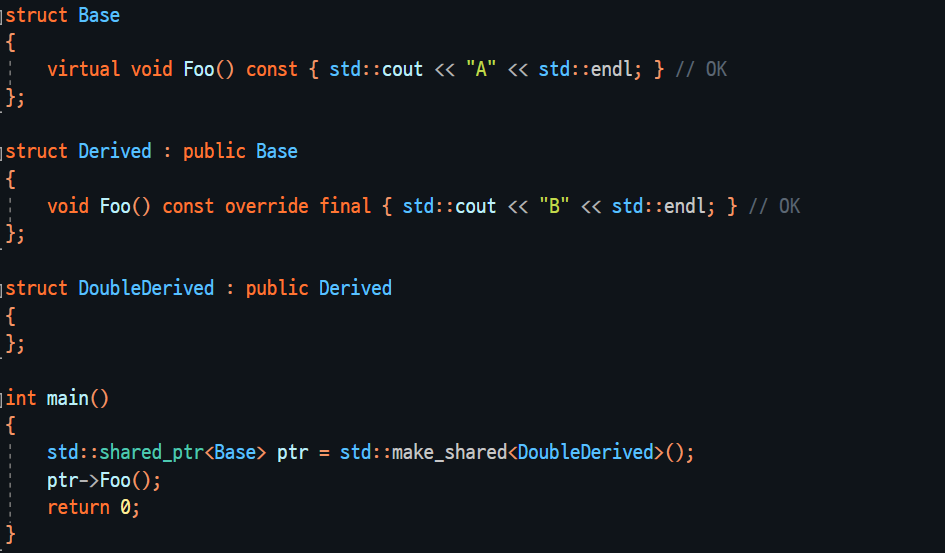 struct Base
{
    virtual void Foo() const { std::cout << "A" << std::endl; } // OK
};
struct Derived : public Base
{
    void Foo() const override final { std::cout << "B" << std::endl; } // OK
};
struct DoubleDerived : public Derived
{
};
int main()
{
    std::shared_ptr<Base> ptr = std::make_shared<DoubleDerived>();
    ptr->Foo();
    return 0;
}